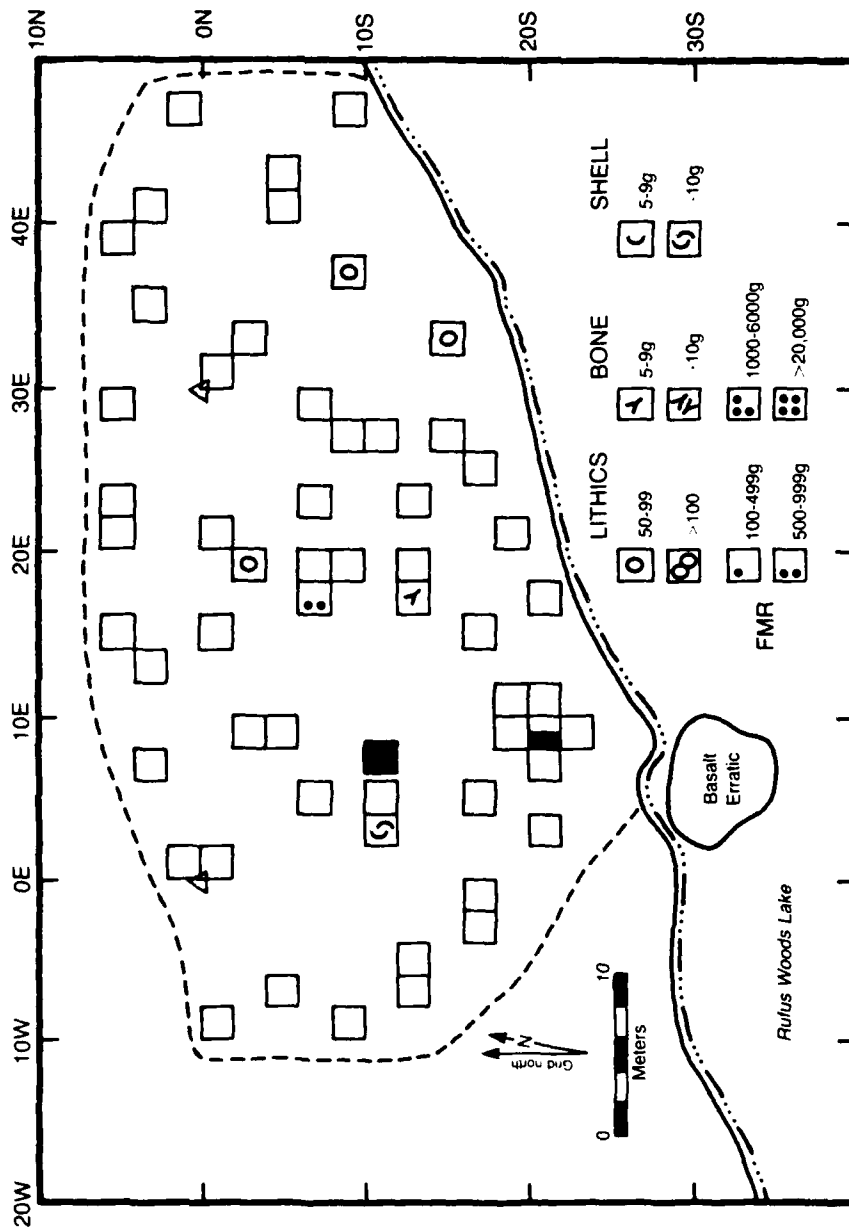 20W
10W
0E
10E
20E
30E
40E
10N
0N
10S
20S
30S
Grid north
N
0 10
Meters
Rufus Woods Lake
Basalt
Erratic
LITHICS
50-99
>100
BONE
5-9g
·10g
SHELL
5-9g
·10g
FMR
100-499g
500-999g
1000-6000g
>20,000g